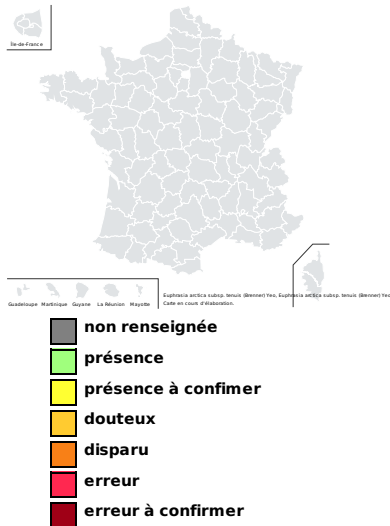 Île-de-France
Guadeloupe Martinique Guyane La Réunion Mayotte
Euphrasia arctica subsp. tenuis (Brenner) Yeo, Euphrasia arctica subsp. tenuis (Brenner) Yeo
Carte en cours d'élaboration.
non renseignée
présence
présence à confimer
douteux
disparu
erreur
erreur à confirmer